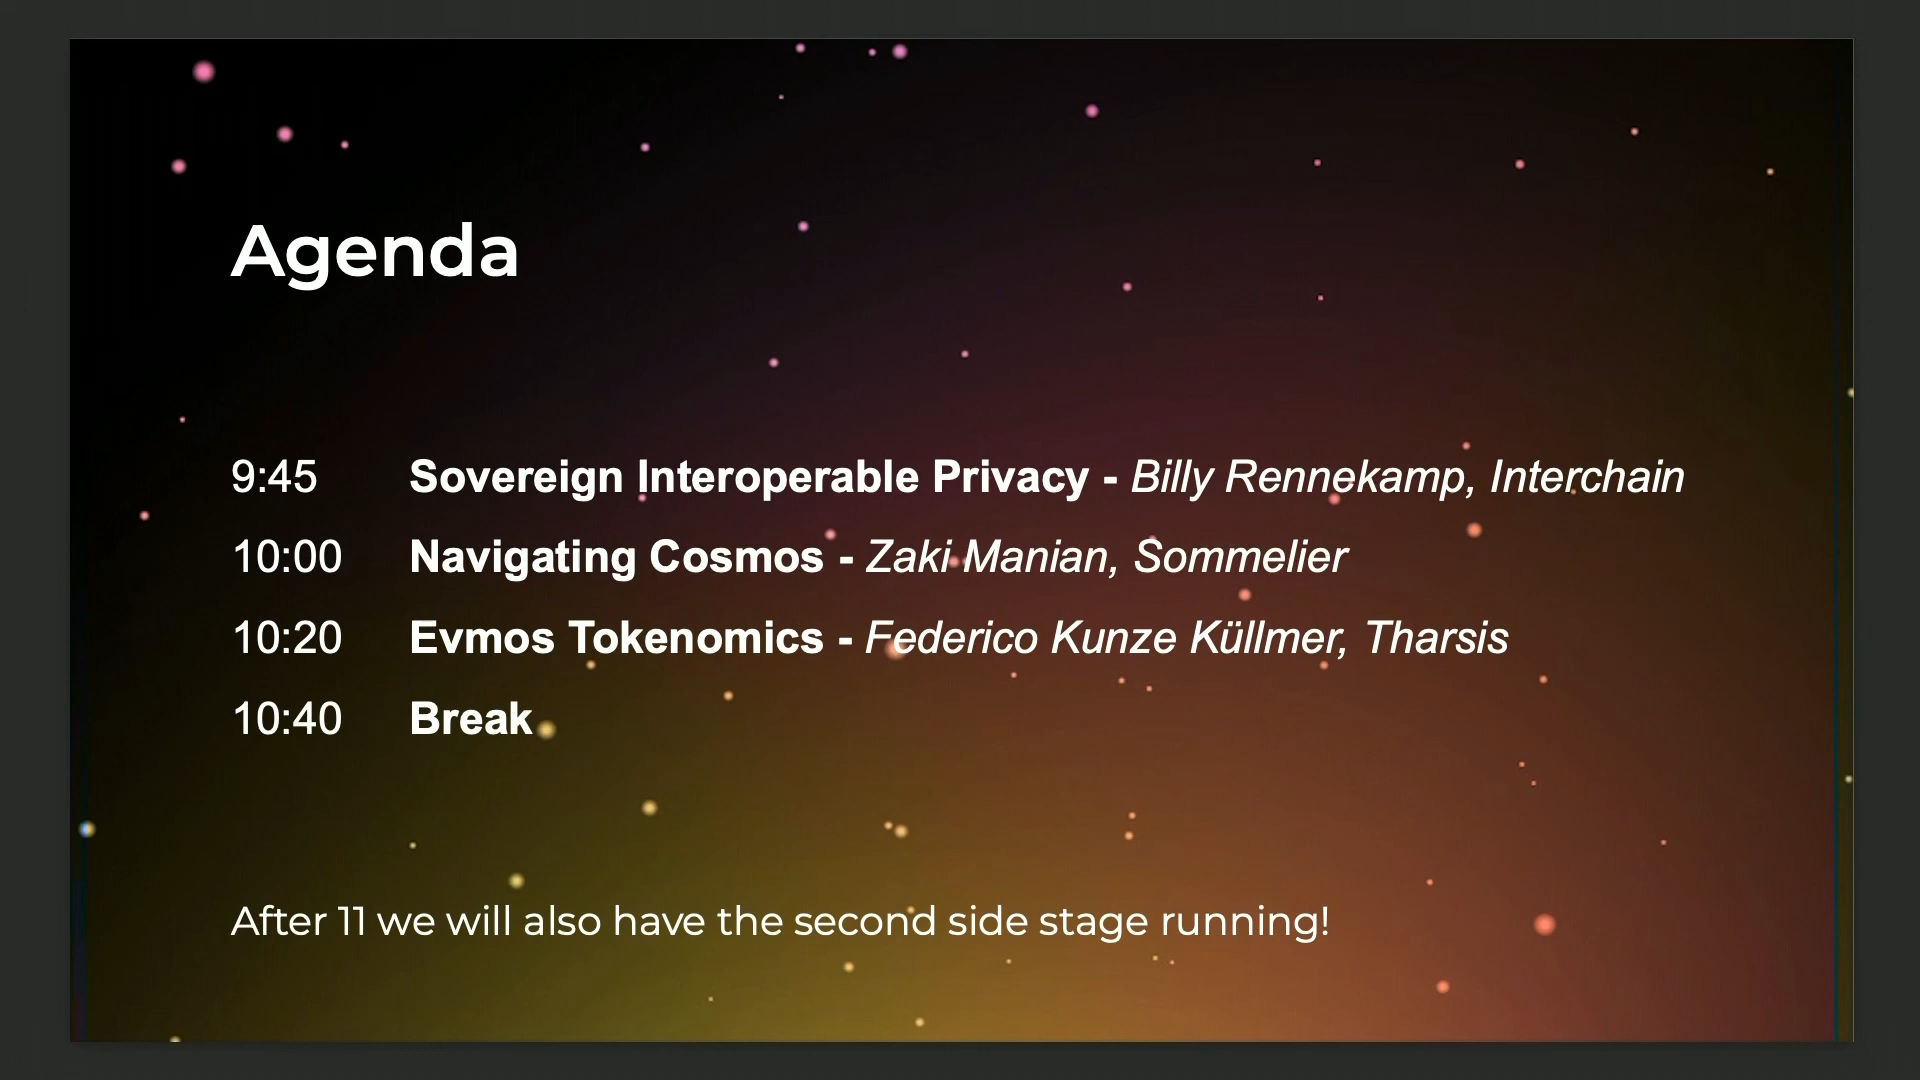 Agenda
9:45 Sovereign Interoperable Privacy - Billy Rennekamp, Interchain
10:00 Navigating Cosmos - Zaki Manian, Sommelier
10:20 Evmos Tokenomics - Federico Kunze Küllmer, Tharsis
10:40 Break
After 11 we will also have the second side stage running!